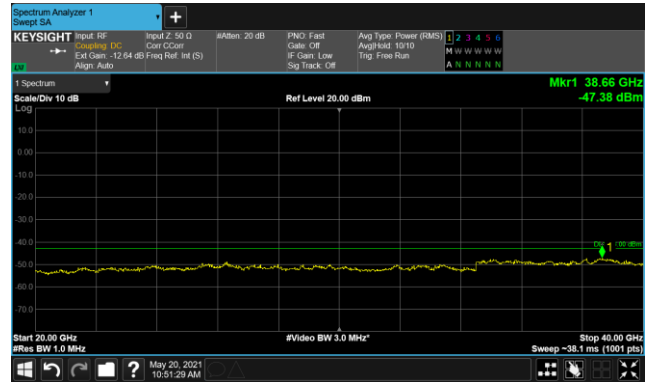 Spectrum Analyzer 1
Swept SA
+
KEYSIGHT Input: RF Input Z: 50 Ω #Atten: 20 dB PNO: Fast Avg Type: Power (RMS) 1 2 3 4 5 6
Coupling: DC Corr CCorr Gate: Off Avg|Hold: 10/10 M W W W W W
Ext Gain: -12.64 dB Freq Ref: Int (S) IF Gain: Low Trig: Free Run
Align: Auto Sig Track: Off A N N N N N
1 Spectrum
Mkr1 38.66 GHz
Scale/Div 10 dB Ref Level 20.00 dBm -47.38 dBm
Log
10.0
0.00
-10.0
-20.0
-30.0
-40.0
1 00 dBm
-50.0
-60.0
-70.0
Start 20.00 GHz #Video BW 3.0 MHz* Stop 40.00 GHz
#Res BW 1.0 MHz Sweep ~38.1 ms (1001 pts)
? May 20, 2021
10:51:29 AM